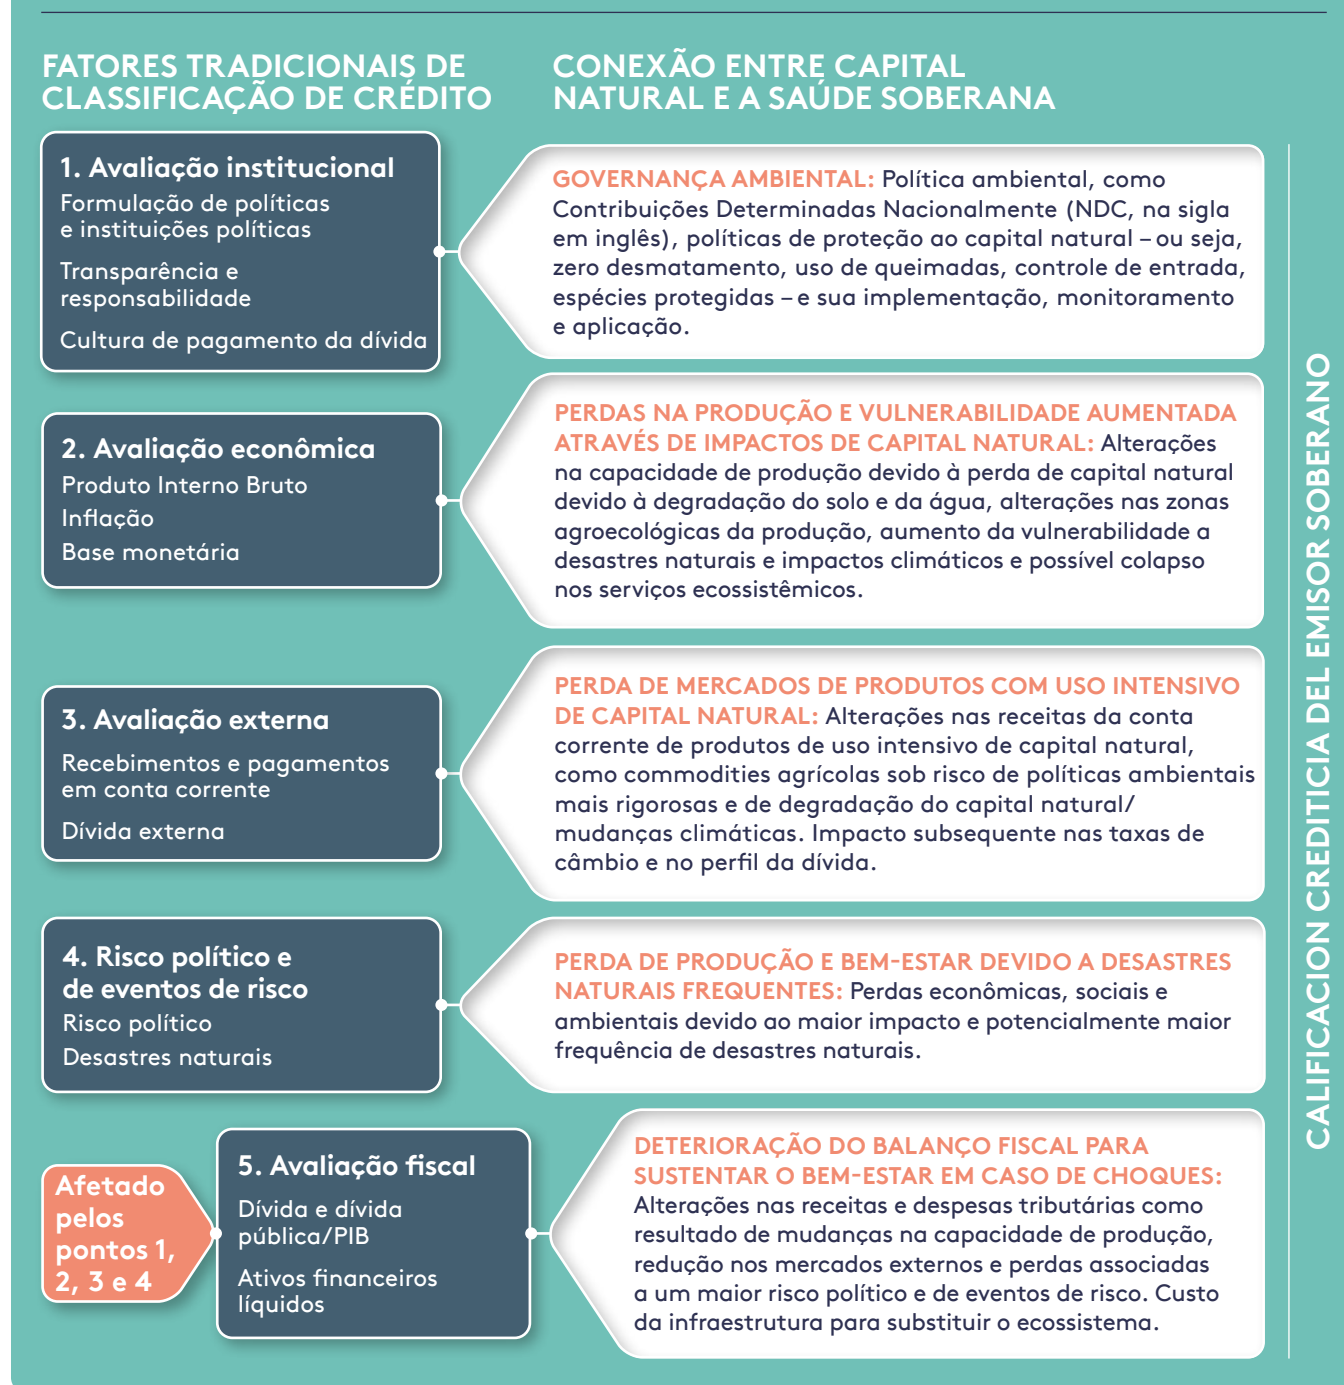 FATORES TRADICIONAIS DE
CLASSIFICAÇÃO DE CRÉDITO
CONEXÃO ENTRE CAPITAL
NATURAL E A SAÚDE SOBERANA
1. Avaliação institucional
Formulação de políticas
e instituições políticas
Transparência e
responsabilidade
Cultura de pagamento da dívida
GOVERNANÇA AMBIENTAL: Política ambiental, como
Contribuições Determinadas Nacionalmente (NDC, na sigla
em inglês), políticas de proteção ao capital natural – ou seja,
zero desmatamento, uso de queimadas, controle de entrada,
espécies protegidas – e sua implementação, monitoramento
e aplicação.
2. Avaliação econômica
Produto Interno Bruto
Inflação
Base monetária
PERDAS NA PRODUÇÃO E VULNERABILIDADE AUMENTADA
ATRAVÉS DE IMPACTOS DE CAPITAL NATURAL: Alterações
na capacidade de produção devido à perda de capital natural
devido à degradação do solo e da água, alterações nas zonas
agroecológicas da produção, aumento da vulnerabilidade a
desastres naturais e impactos climáticos e possível colapso
nos serviços ecossistêmicos.
3. Avaliação externa
Recebimentos e pagamentos
em conta corrente
Dívida externa
PERDA DE MERCADOS DE PRODUTOS COM USO INTENSIVO
DE CAPITAL NATURAL: Alterações nas receitas da conta
corrente de produtos de uso intensivo de capital natural,
como commodities agrícolas sob risco de políticas ambientais
mais rigorosas e de degradação do capital natural/
mudanças climáticas. Impacto subsequente nas taxas de
câmbio e no perfil da dívida.
4. Risco político e
de eventos de risco
Risco político
Desastres naturais
PERDA DE PRODUÇÃO E BEM-ESTAR DEVIDO A DESASTRES
NATURAIS FREQUENTES: Perdas econômicas, sociais e
ambientais devido ao maior impacto e potencialmente maior
frequência de desastres naturais.
Afetado
pelos
pontos 1,
2, 3 e 4
5. Avaliação fiscal
Dívida e dívida
pública/PIB
Ativos financeiros
líquidos
DETERIORAÇÃO DO BALANÇO FISCAL PARA
SUSTENTAR O BEM-ESTAR EM CASO DE CHOQUES:
Alterações nas receitas e despesas tributárias como
resultado de mudanças na capacidade de produção,
redução nos mercados externos e perdas associadas
a um maior risco político e de eventos de risco. Custo
da infraestrutura para substituir o ecossistema.
CALIFICACION CREDITICIA DEL EMISOR SOBERANO